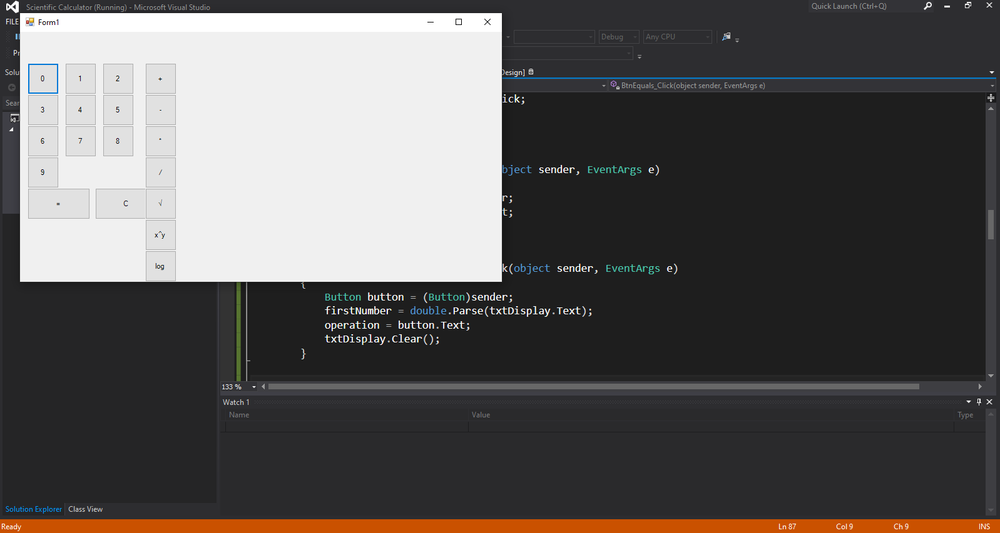 Scientific Calculator (Running) - Microsoft Visual Studio
Quick Launch (Ctrl+Q)
FILE
Form1
Debug
Any CPU
Pr
Solu
Design]
BtnEquals_Click(object sender, EventArgs e)
Sear
0 1 2 +
3 4 5 -
6 7 8 *
9 /
= C √
x^y
log
ick;
bject sender, EventArgs e)
r;
t;
k(object sender, EventArgs e)
{
Button button = (Button)sender;
firstNumber = double.Parse(txtDisplay.Text);
operation = button.Text;
txtDisplay.Clear();
}
133 %
Watch 1
Name Value Type
Solution Explorer Class View
Ready Ln 87 Col 9 Ch 9 INS